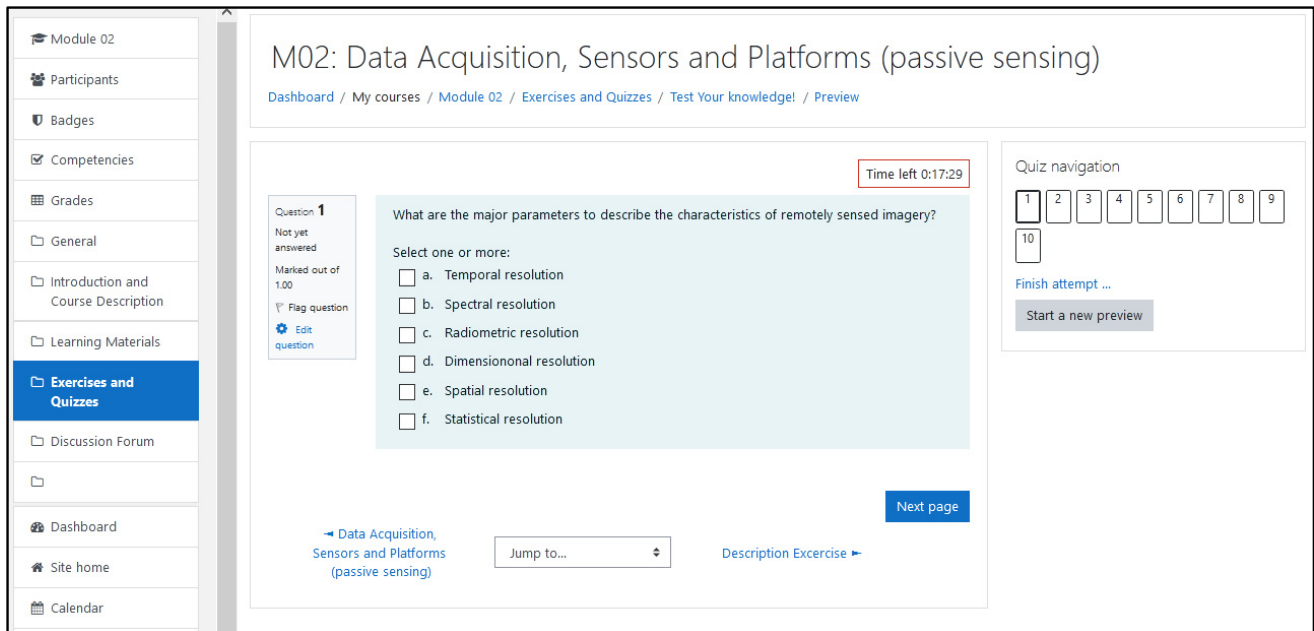 Module 02
Participants
Badges
Competencies
Grades
General
Introduction and
Course Description
Learning Materials
Exercises and
Quizzes
Discussion Forum
Dashboard
Site home
Calendar
M02: Data Acquisition, Sensors and Platforms (passive sensing)
Dashboard / My courses / Module 02 / Exercises and Quizzes / Test Your knowledge! / Preview
Time left 0:17:29
Question 1
Not yet
answered
Marked out of
1.00
Flag question
Edit
question
What are the major parameters to describe the characteristics of remotely sensed imagery?
Select one or more:
a. Temporal resolution
b. Spectral resolution
c. Radiometric resolution
d. Dimensiononal resolution
e. Spatial resolution
f. Statistical resolution
Next page
◄ Data Acquisition,
Sensors and Platforms
(passive sensing)
Jump to...
Description Excercise ►
Quiz navigation
1 2 3 4 5 6 7 8 9
10
Finish attempt ...
Start a new preview